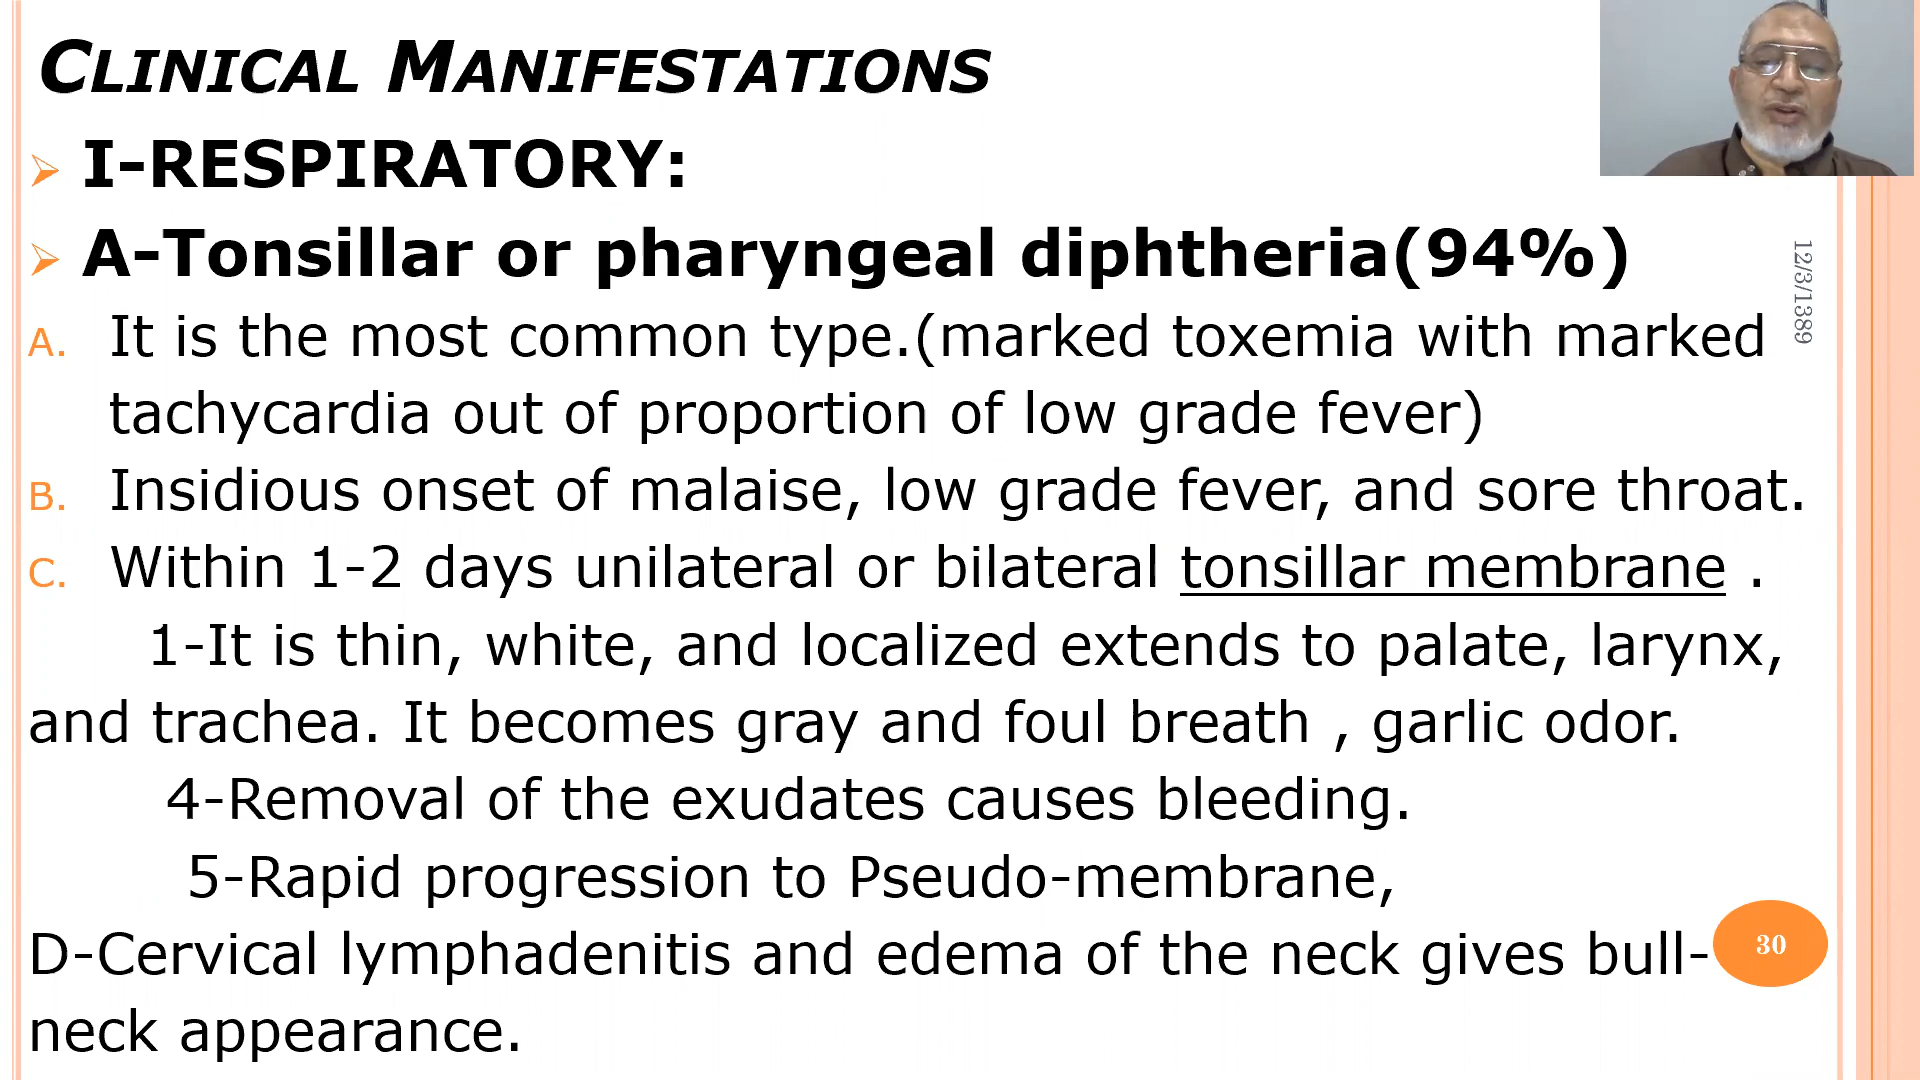 CLINICAL MANIFESTATIONS
I-RESPIRATORY:
A-Tonsillar or pharyngeal diphtheria(94%)
A. It is the most common type.(marked toxemia with marked
tachycardia out of proportion of low grade fever)
B. Insidious onset of malaise, low grade fever, and sore throat.
C. Within 1-2 days unilateral or bilateral tonsillar membrane .
1-It is thin, white, and localized extends to palate, larynx,
and trachea. It becomes gray and foul breath , garlic odor.
4-Removal of the exudates causes bleeding.
5-Rapid progression to Pseudo-membrane,
D-Cervical lymphadenitis and edema of the neck gives bull-
neck appearance.
12/3/1389
30